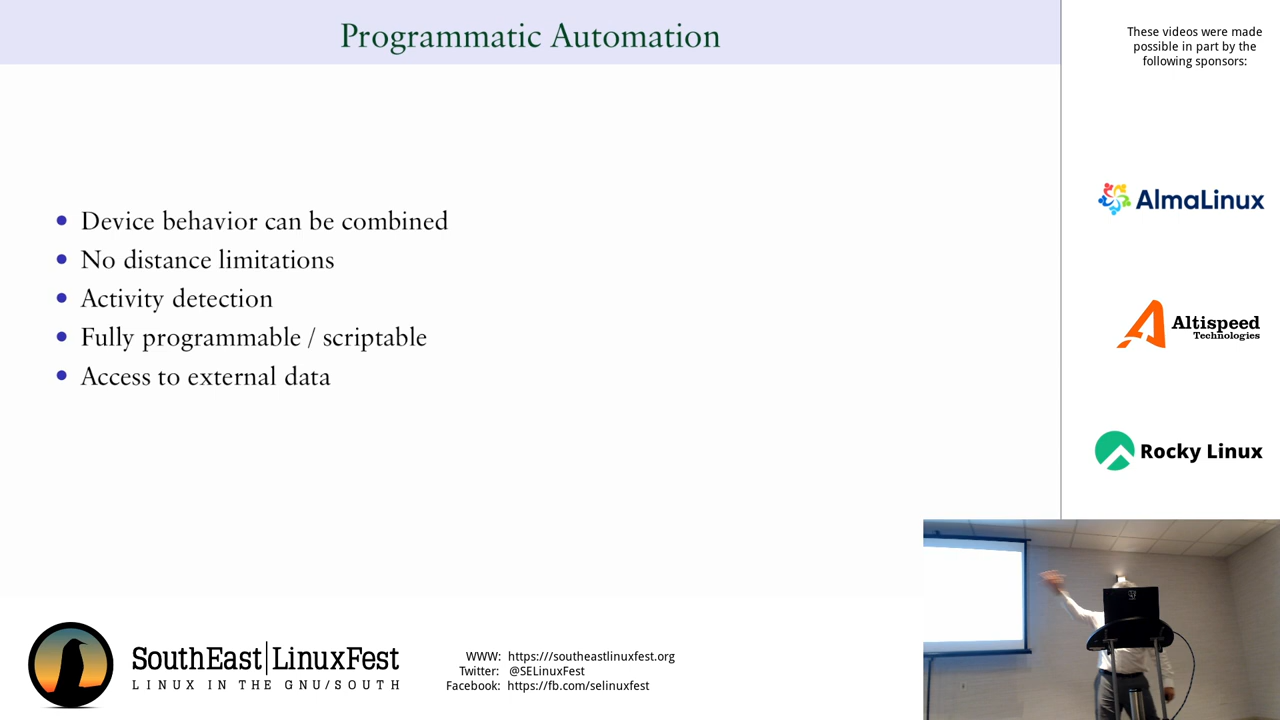 Programmatic Automation
Device behavior can be combined
No distance limitations
Activity detection
Fully programmable / scriptable
Access to external data
These videos were made
possible in part by the
following sponsors:
AlmaLinux
Altispeed
Technologies
Rocky Linux
SouthEast|LinuxFest
LINUX IN THE GNU/SOUTH
WWW: https:///southeastlinuxfest.org
Twitter: @SELinuxFest
Facebook: https://fb.com/selinuxfest